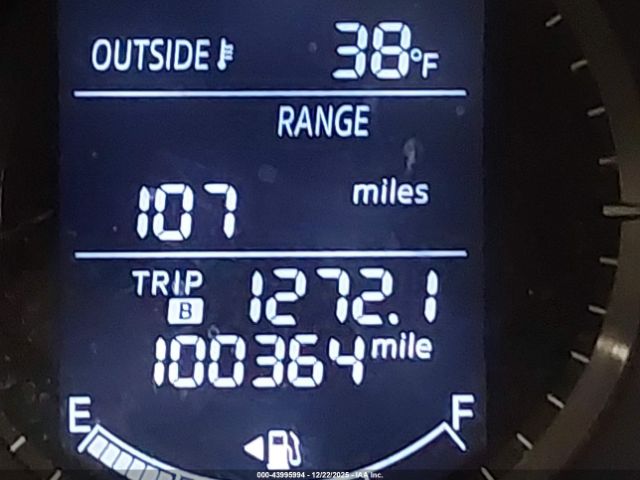 OUTSIDE 38°F
RANGE
107 miles
TRIP B 1272.1
100364 mile
E F
000-43995994 - 12/22/2025 - IAA Inc.